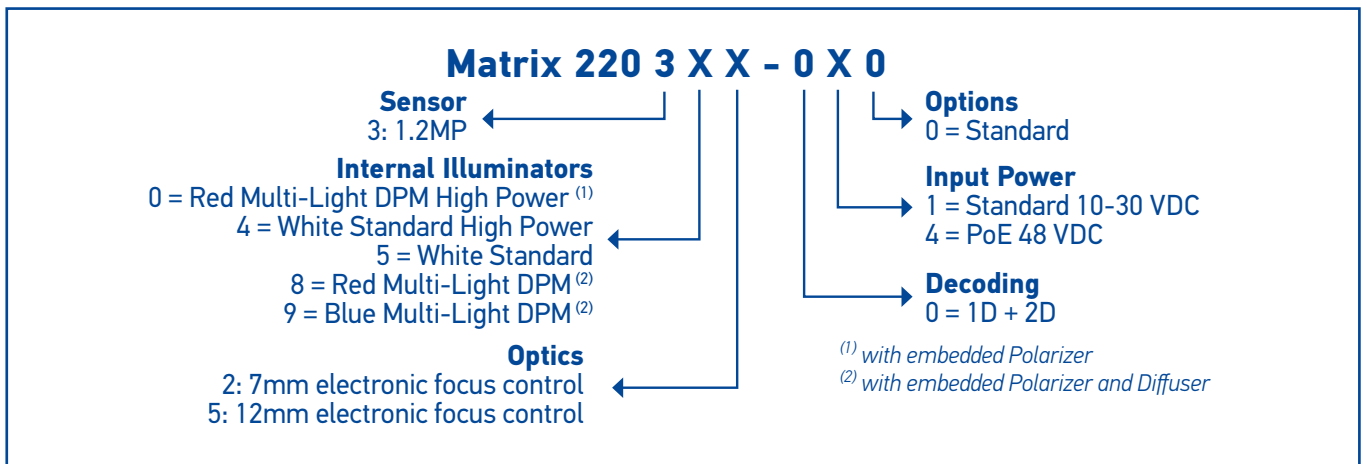 Matrix 220 3 X X - 0 X 0
Sensor
3: 1.2MP
Internal Illuminators
0 = Red Multi-Light DPM High Power (1)
4 = White Standard High Power
5 = White Standard
8 = Red Multi-Light DPM (2)
9 = Blue Multi-Light DPM (2)
Optics
2: 7mm electronic focus control
5: 12mm electronic focus control
Options
0 = Standard
Input Power
1 = Standard 10-30 VDC
4 = PoE 48 VDC
Decoding
0 = 1D + 2D
(1) with embedded Polarizer
(2) with embedded Polarizer and Diffuser